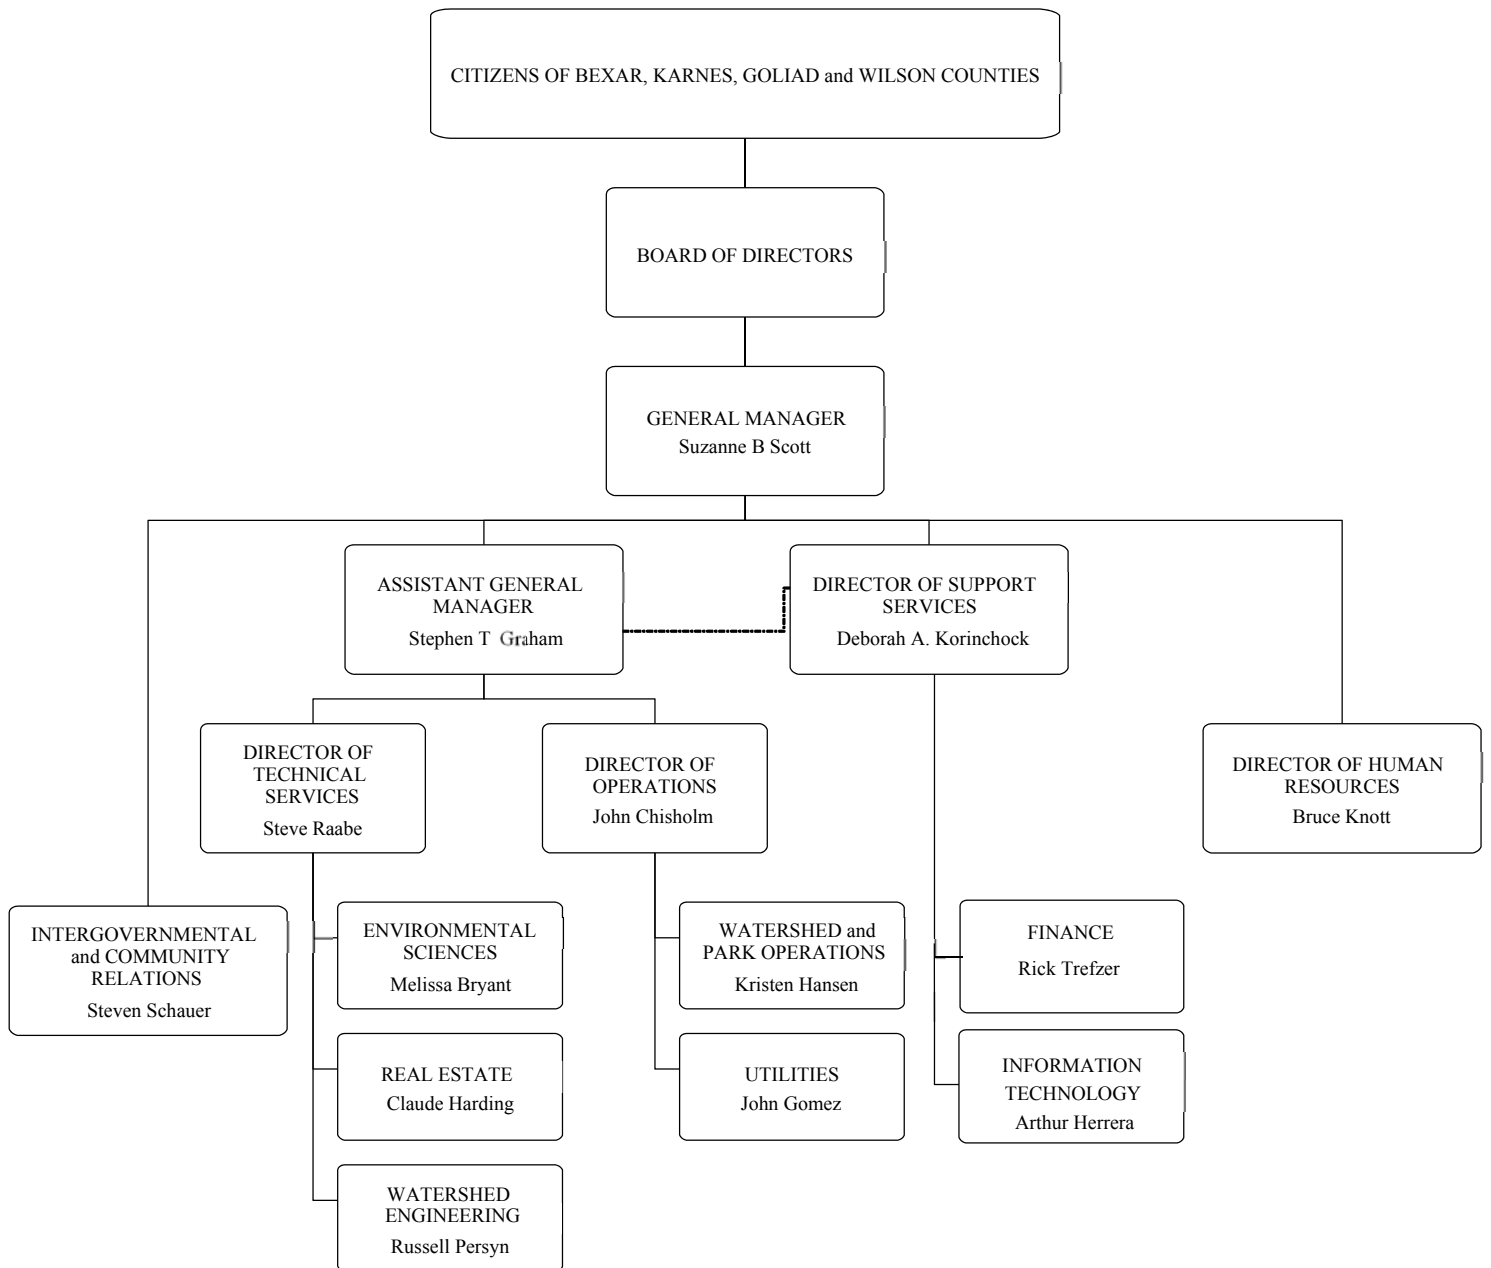 CITIZENS OF BEXAR, KARNES, GOLIAD and WILSON COUNTIES
BOARD OF DIRECTORS
GENERAL MANAGER
Suzanne B Scott
ASSISTANT GENERAL
MANAGER
Stephen T Graham
DIRECTOR OF SUPPORT
SERVICES
Deborah A. Korinchock
DIRECTOR OF
TECHNICAL
SERVICES
Steve Raabe
DIRECTOR OF
OPERATIONS
John Chisholm
DIRECTOR OF HUMAN
RESOURCES
Bruce Knott
INTERGOVERNMENTAL
and COMMUNITY
RELATIONS
Steven Schauer
ENVIRONMENTAL
SCIENCES
Melissa Bryant
WATERSHED and
PARK OPERATIONS
Kristen Hansen
FINANCE
Rick Trefzer
REAL ESTATE
Claude Harding
UTILITIES
John Gomez
INFORMATION
TECHNOLOGY
Arthur Herrera
WATERSHED
ENGINEERING
Russell Persyn